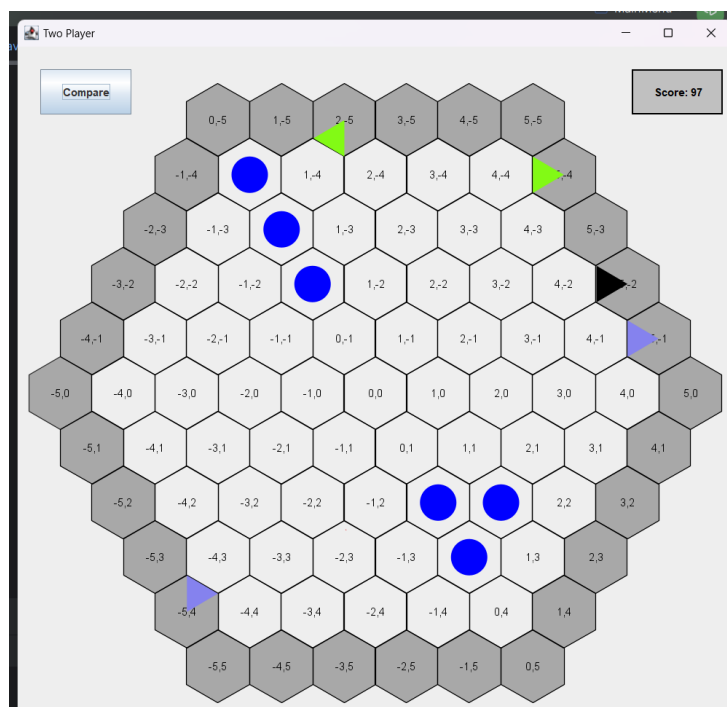 Two Player
Compare
Score: 97
0,-5 1,-5 2,-5 3,-5 4,-5 5,-5
-1,-4 1,-4 2,-4 3,-4 4,-4 -4
-2,-3 -1,-3 1,-3 2,-3 3,-3 4,-3 5,-3
-3,-2 -2,-2 -1,-2 1,-2 2,-2 3,-2 4,-2 -2
-4,-1 -3,-1 -2,-1 -1,-1 0,-1 1,-1 2,-1 3,-1 4,-1 ,-1
-5,0 -4,0 -3,0 -2,0 -1,0 0,0 1,0 2,0 3,0 4,0 5,0
-5,1 -4,1 -3,1 -2,1 -1,1 0,1 1,1 2,1 3,1 4,1
-5,2 -4,2 -3,2 -2,2 -1,2 2,2 3,2
-5,3 -4,3 -3,3 -2,3 -1,3 1,3 2,3
-5,4 -4,4 -3,4 -2,4 -1,4 0,4 1,4
-5,5 -4,5 -3,5 -2,5 -1,5 0,5